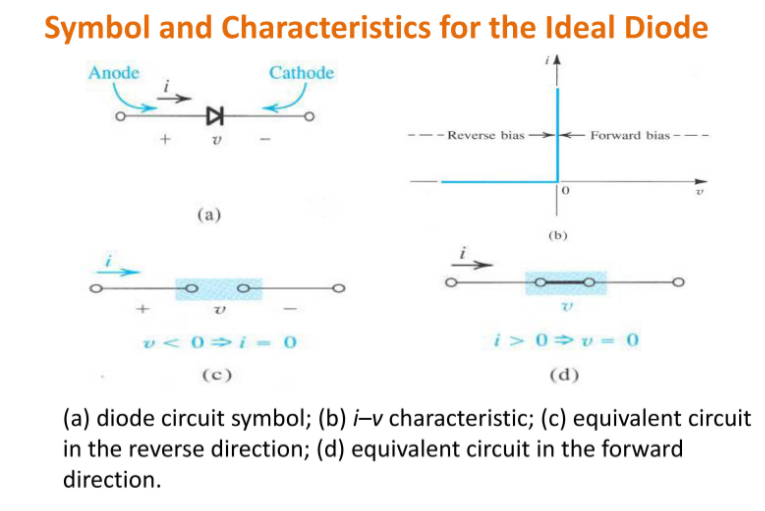 Symbol and Characteristics for the Ideal Diode
Anode
i
Cathode
+ v −
(a)
i
---Reverse bias
Forward bias---
0
v
(b)
i
+ v −
v < 0 ⇒ i = 0
(c)
i
v
i > 0 ⇒ v = 0
(d)
(a) diode circuit symbol; (b) i–v characteristic; (c) equivalent circuit
in the reverse direction; (d) equivalent circuit in the forward
direction.